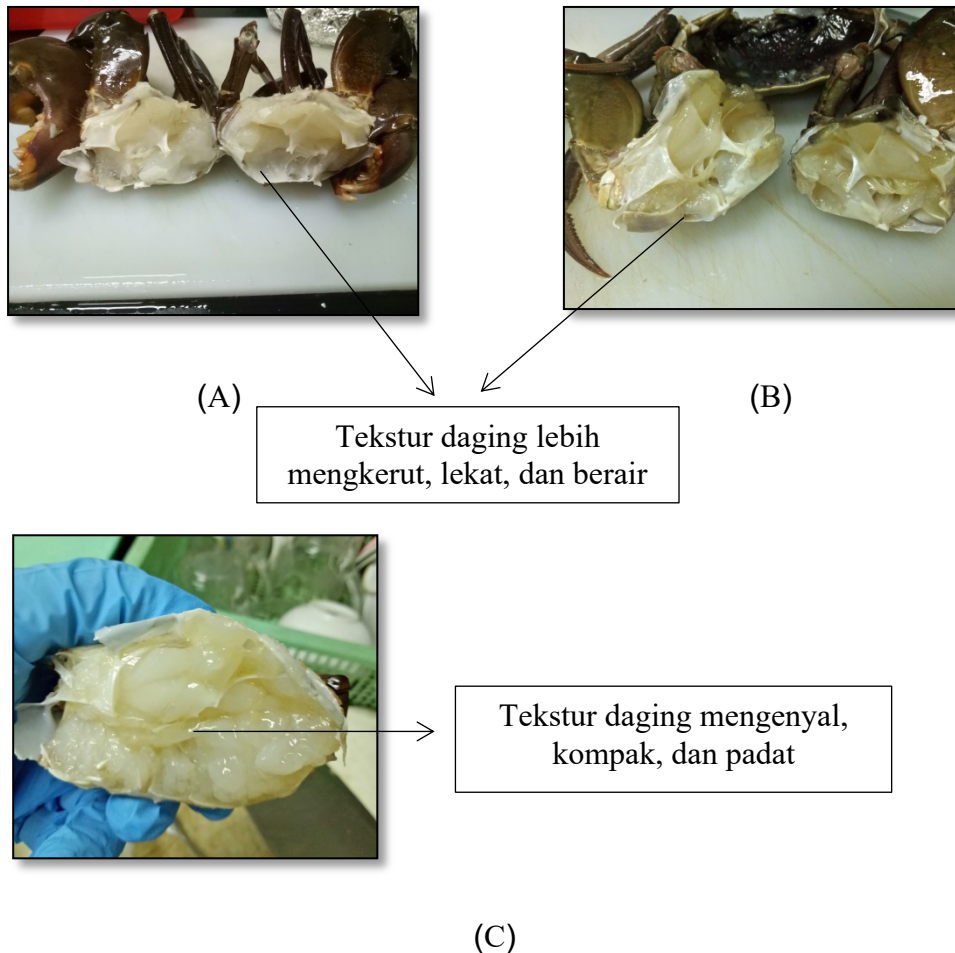 (A)
(B)
Tekstur daging lebih
mengkerut, lekat, dan berair
Tekstur daging mengenyal,
kompak, dan padat
(C)